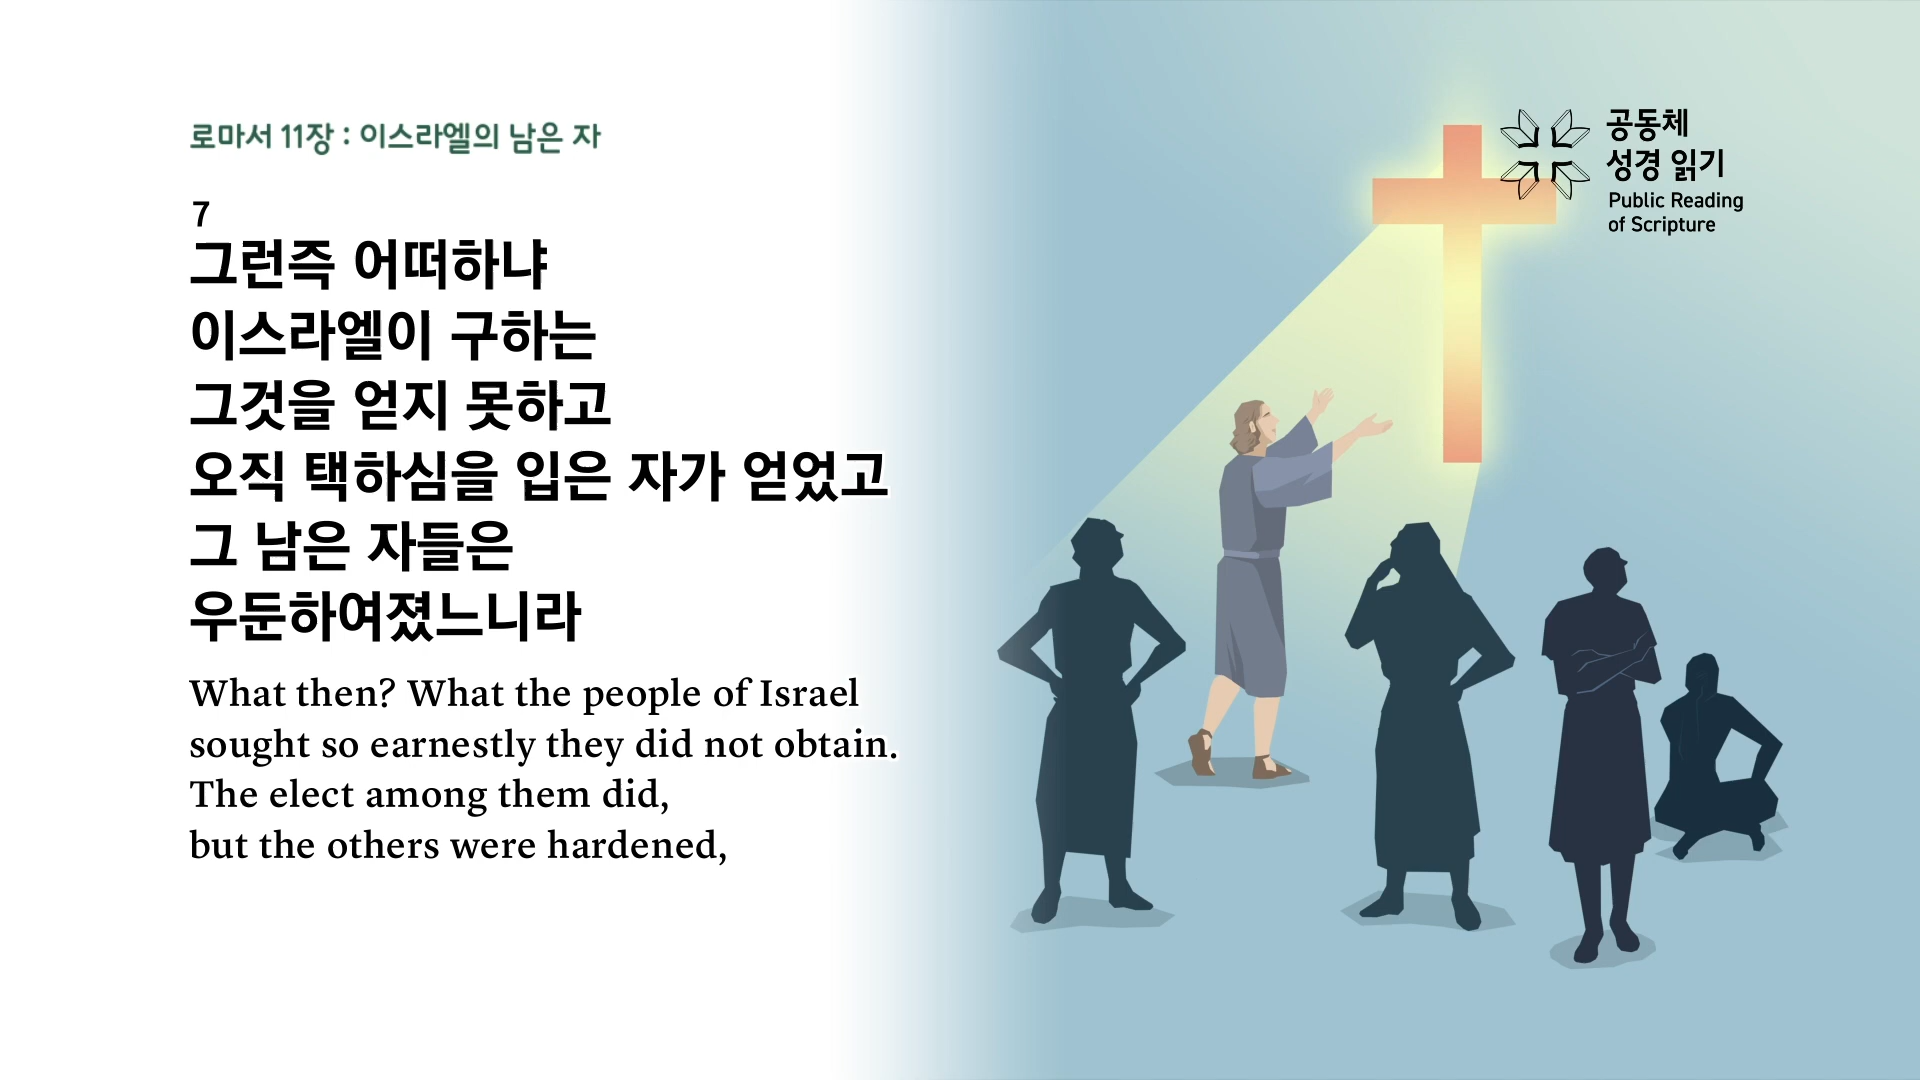 로마서 11장 : 이스라엘의 남은 자
7
그런즉 어떠하냐
이스라엘이 구하는
그것을 얻지 못하고
오직 택하심을 입은 자가 얻었고
그 남은 자들은
우둔하여졌느니라
What then? What the people of Israel
sought so earnestly they did not obtain.
The elect among them did,
but the others were hardened,
공동체
성경 읽기
Public Reading
of Scripture